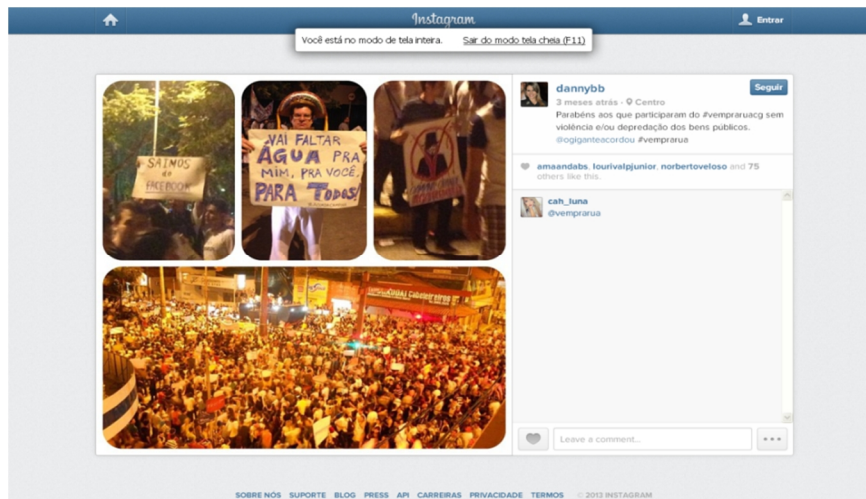 Instagram
Entrar
Você está no modo de tela inteira. Sair do modo tela cheia (F11)
SAIMOS
do
FACEBOOK
VAI FALTAR
ÁGUA PRA
MIM, PRA VOCÊ,
PARA TODOS!
dannybb
Seguir
3 meses atrás · Centro
Parabéns aos que participaram do #vempraruacg sem
violência e/ou depredação dos bens públicos.
@ogiganteacordou #vemprarua
amaandabs, lourivalpjunior, norbertoveloso and 75
others like this.
cah_luna
@vemprarua
Leave a comment...
SOBRE NÓS SUPORTE BLOG PRESS API CARREIRAS PRIVACIDADE TERMOS © 2013 INSTAGRAM